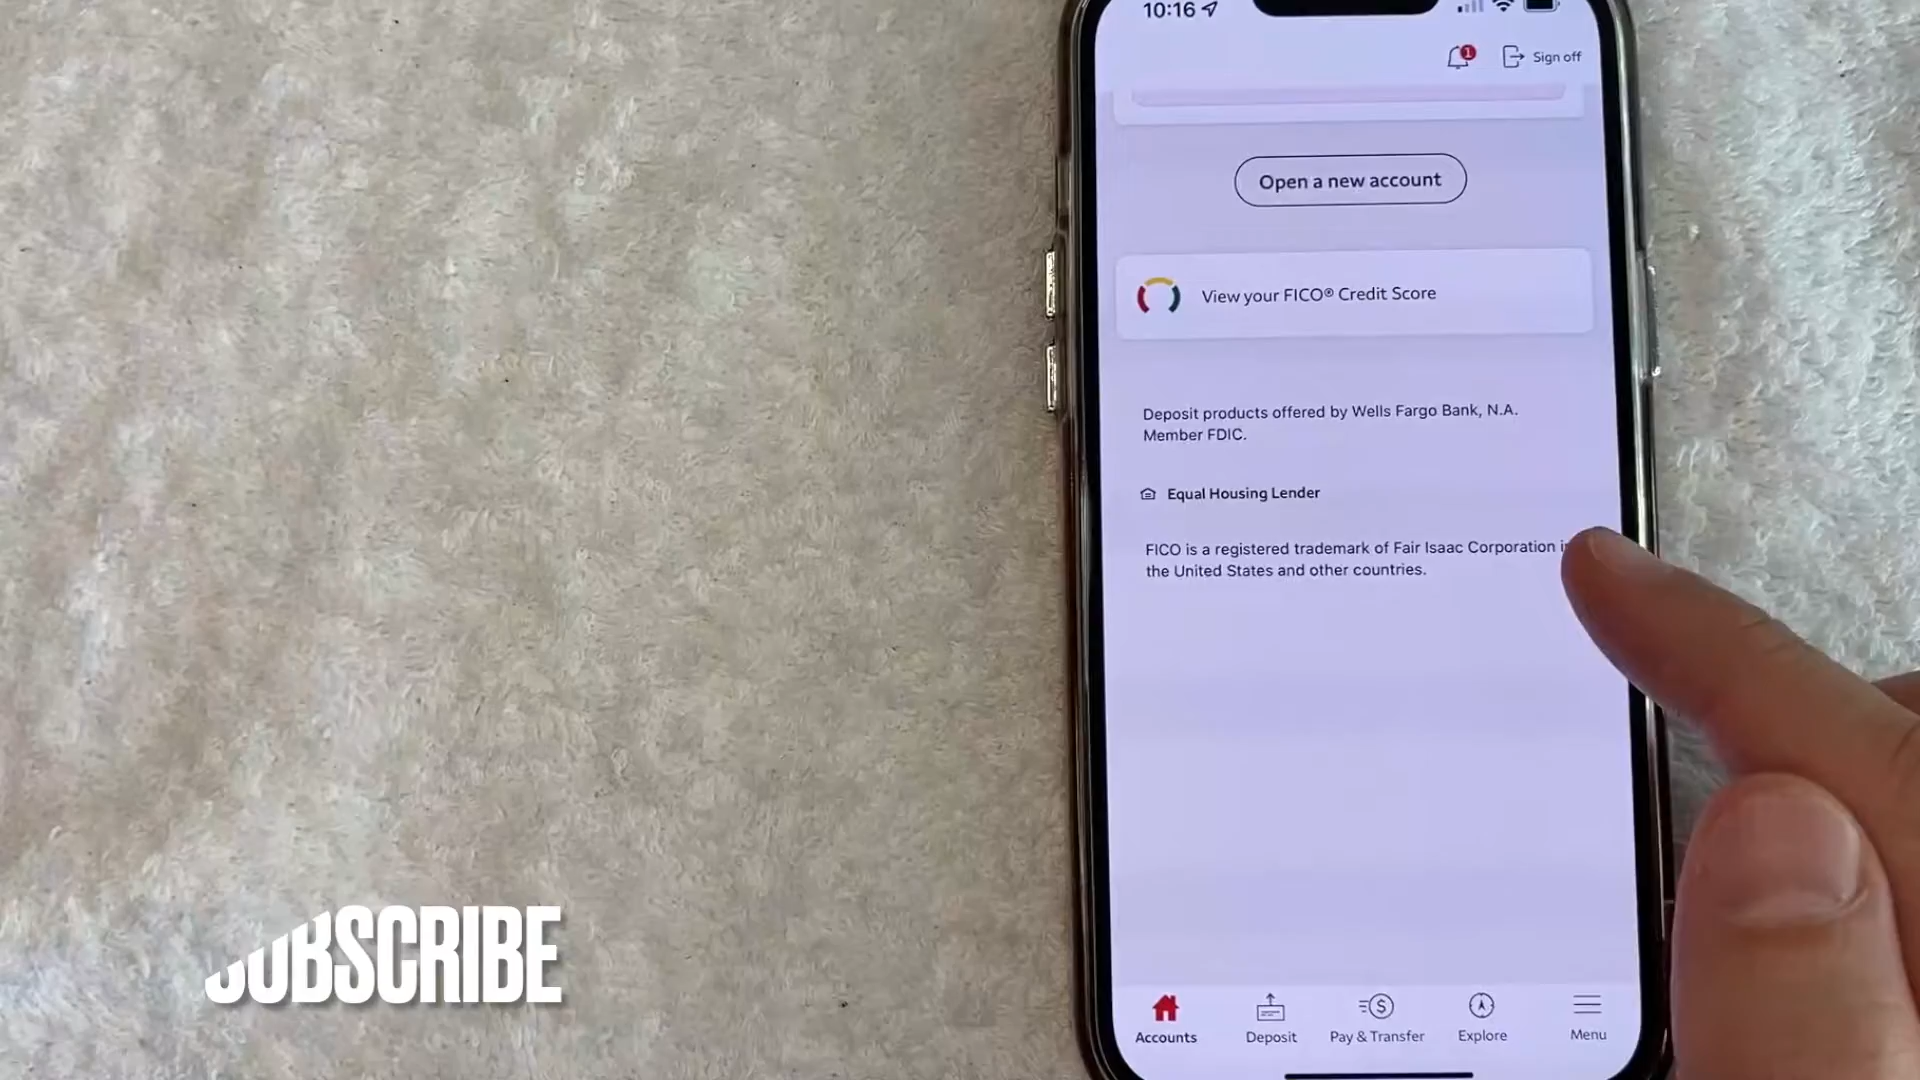 10:16
1
Sign off
Open a new account
View your FICO® Credit Score
Deposit products offered by Wells Fargo Bank, N.A.
Member FDIC.
Equal Housing Lender
FICO is a registered trademark of Fair Isaac Corporation
the United States and other countries.
SUBSCRIBE
Accounts
Deposit
Pay & Transfer
Explore
Menu